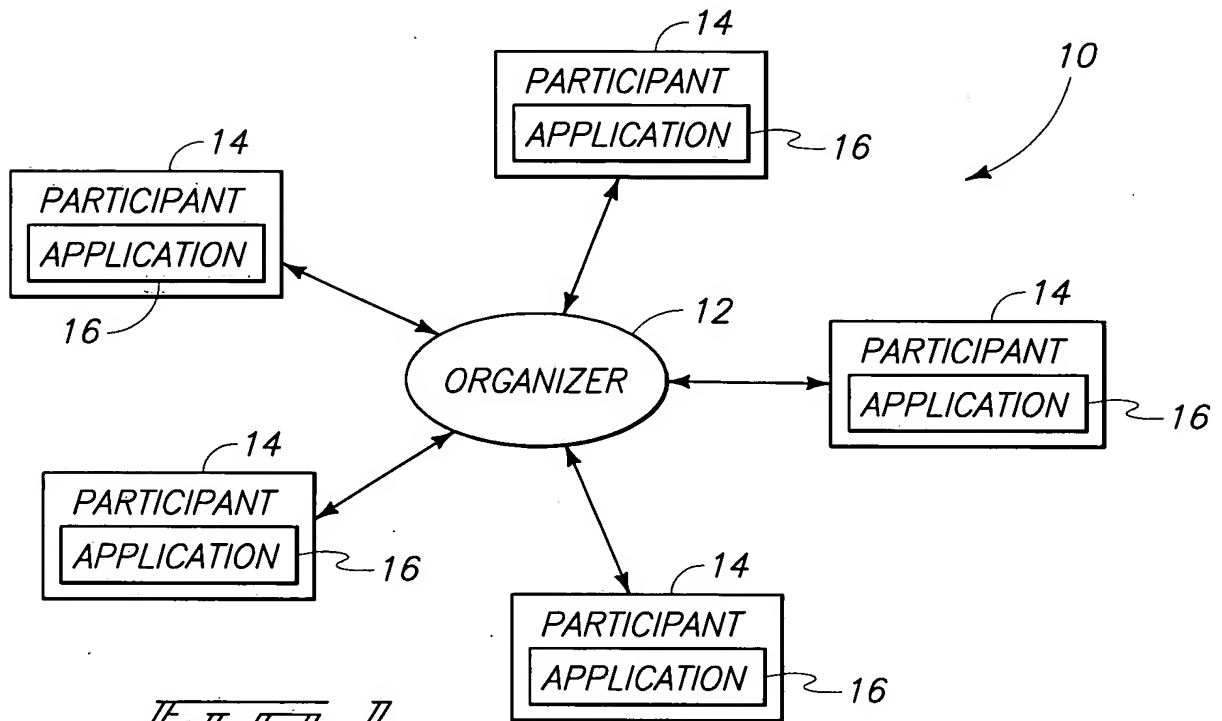 14
PARTICIPANT
APPLICATION
16
10
14
PARTICIPANT
APPLICATION
16
12
ORGANIZER
14
PARTICIPANT
APPLICATION
16
14
PARTICIPANT
APPLICATION
16
14
PARTICIPANT
APPLICATION
16